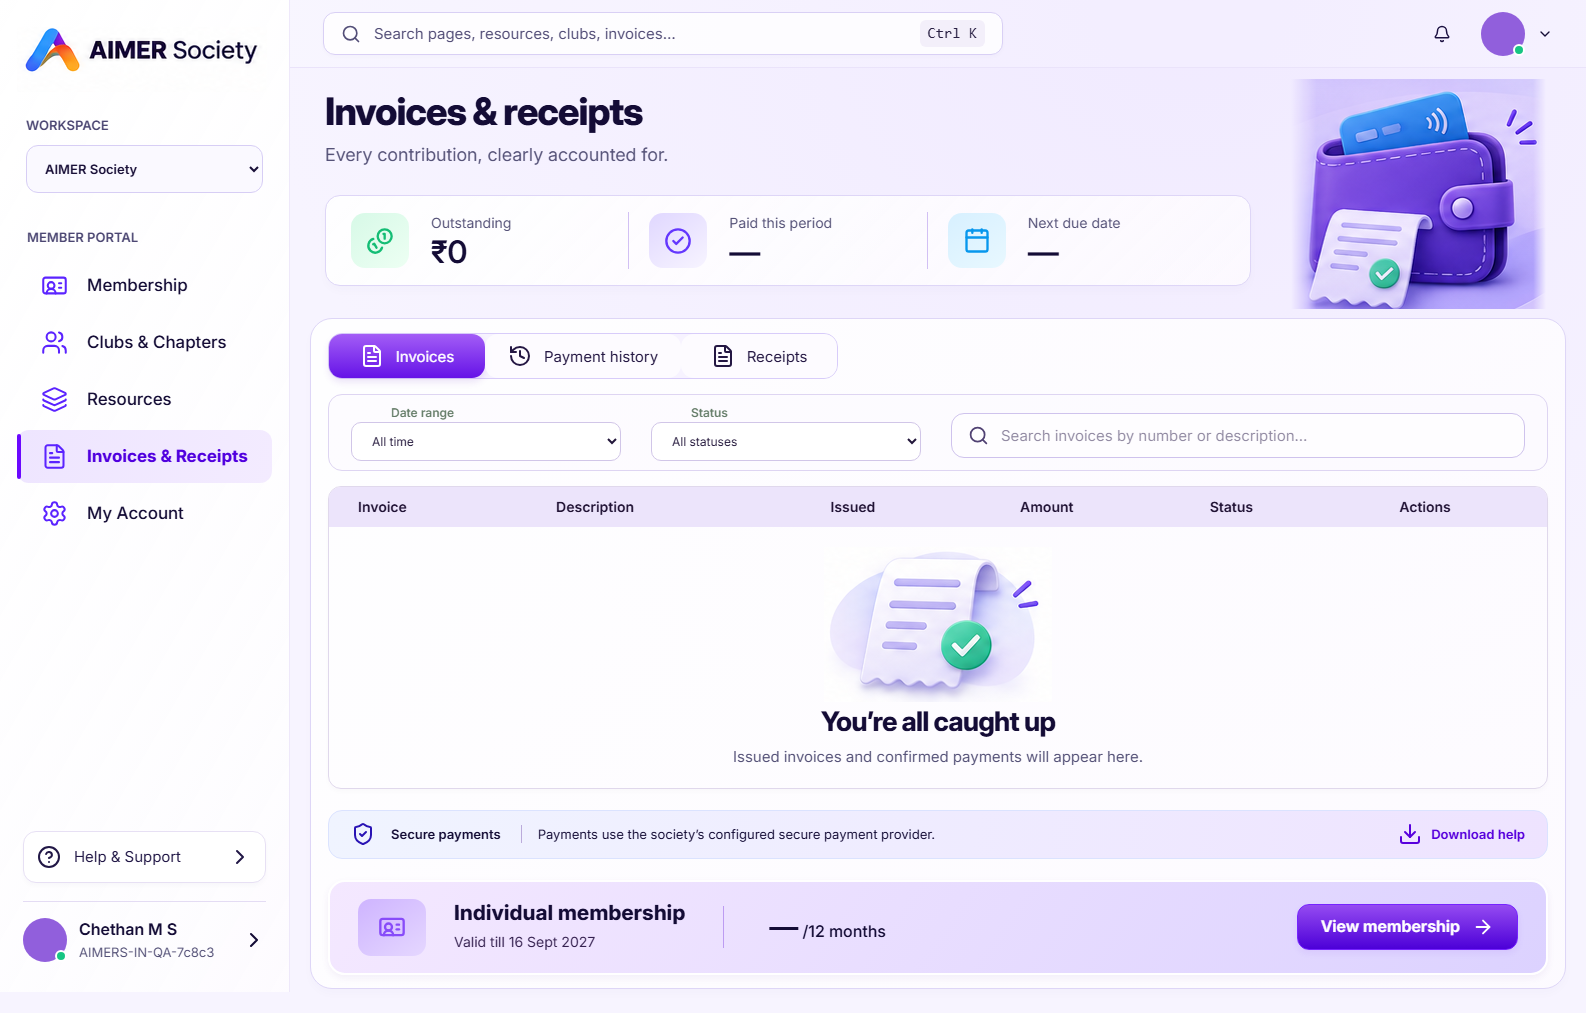 AIMER Society
WORKSPACE
AIMER Society
MEMBER PORTAL
Membership
Clubs & Chapters
Resources
Invoices & Receipts
My Account
Help & Support
Chethan M S
AIMERS-IN-QA-7c8c3
Search pages, resources, clubs, invoices...
Ctrl K
Invoices & receipts
Every contribution, clearly accounted for.
Outstanding
₹0
Paid this period
—
Next due date
—
Invoices
Payment history
Receipts
Date range
All time
Status
All statuses
Search invoices by number or description...
Invoice Description Issued Amount Status Actions
You’re all caught up
Issued invoices and confirmed payments will appear here.
Secure payments
Payments use the society’s configured secure payment provider.
Download help
Individual membership
Valid till 16 Sept 2027
— /12 months
View membership